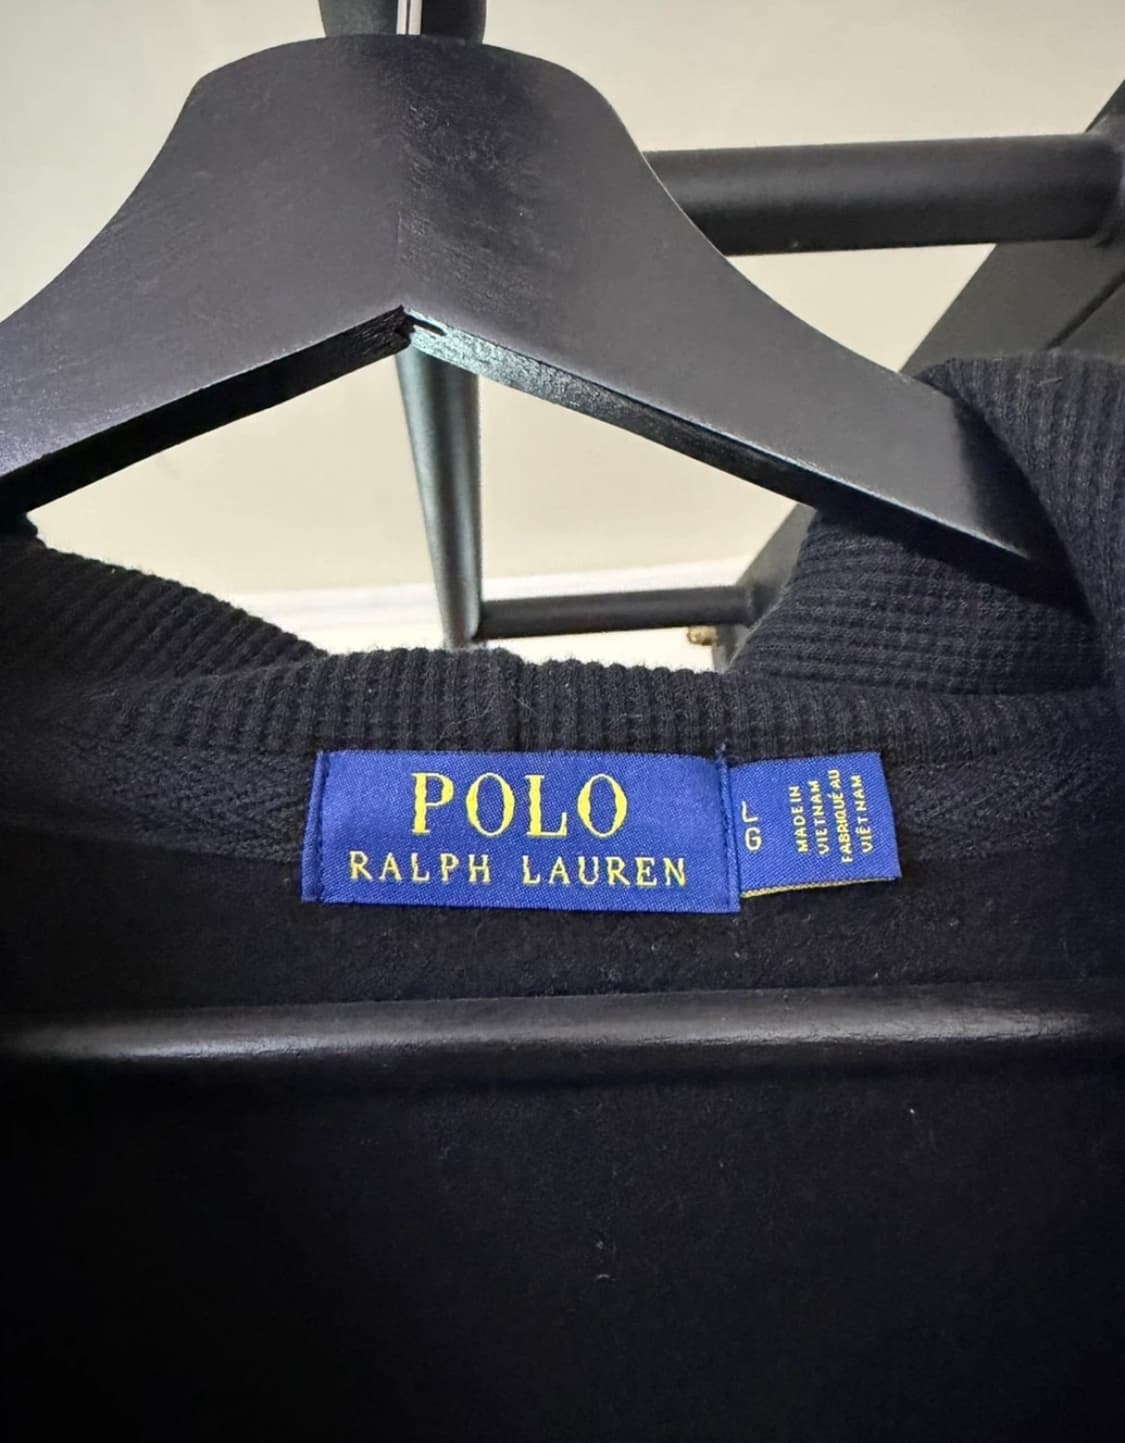 POLO
RALPH LAUREN
L
G
MADE IN
VIETNAM
FABRIQUÉ AU
VIÊT NAM